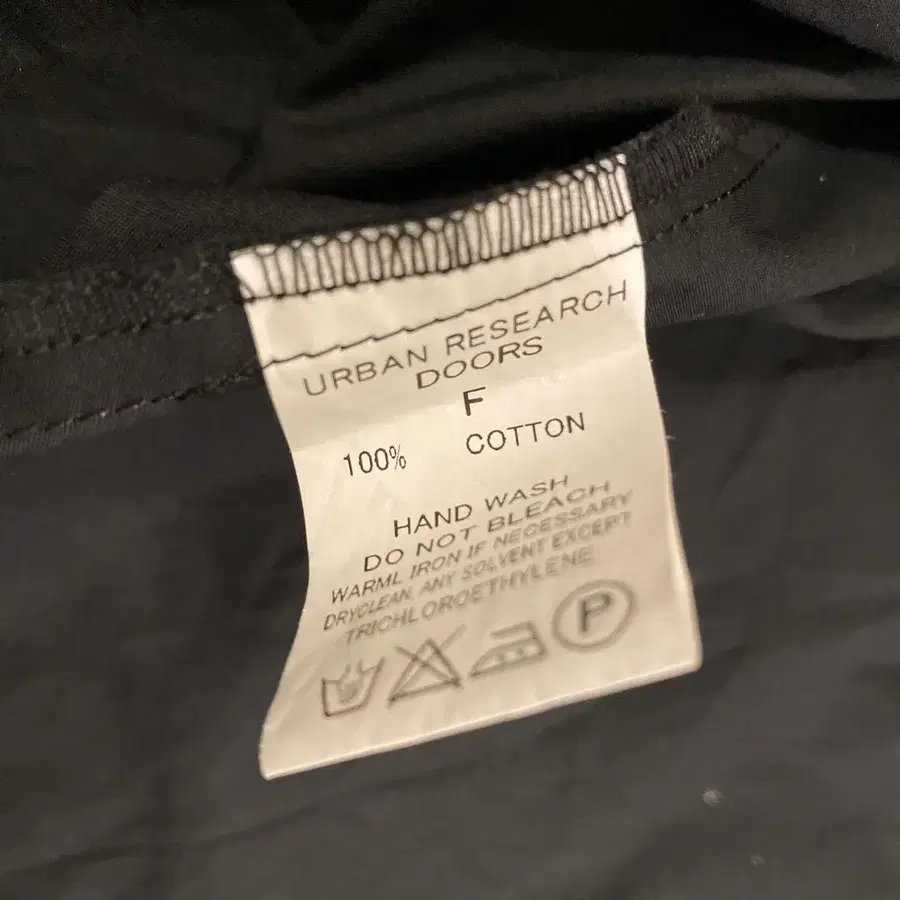 URBAN RESEARCH
DOORS
F
100% COTTON
HAND WASH
DO NOT BLEACH
WARML IRON IF NECESSARY
DRYCLEAN ANY SOLVENT EXCEPT
TRICHLOROETHYLENE
P